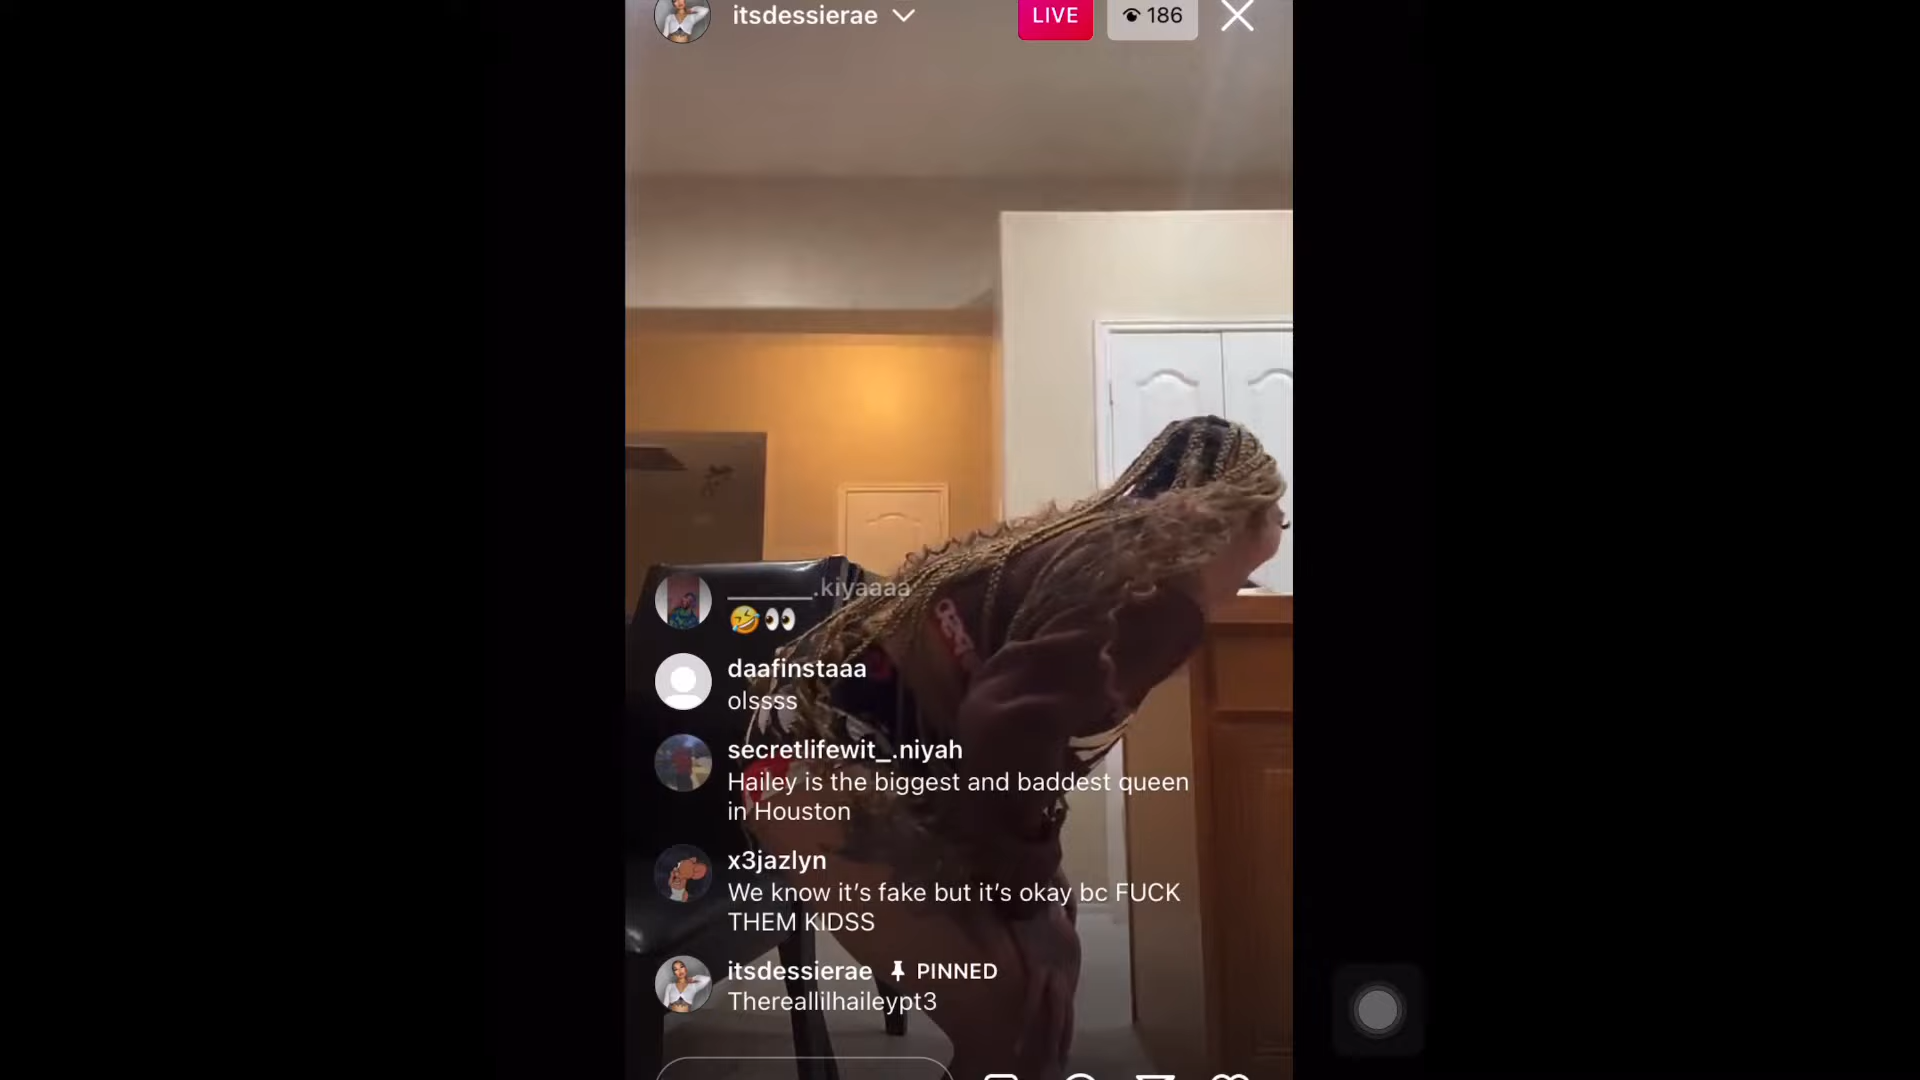 itsdessierae
LIVE
186
_______.kiyaaaa
🤣👀
daafinstaaa
olssss
secretlifewit_.niyah
Hailey is the biggest and baddest queen
in Houston
x3jazlyn
We know it’s fake but it’s okay bc FUCK
THEM KIDSS
itsdessierae PINNED
Thereallilhaileypt3